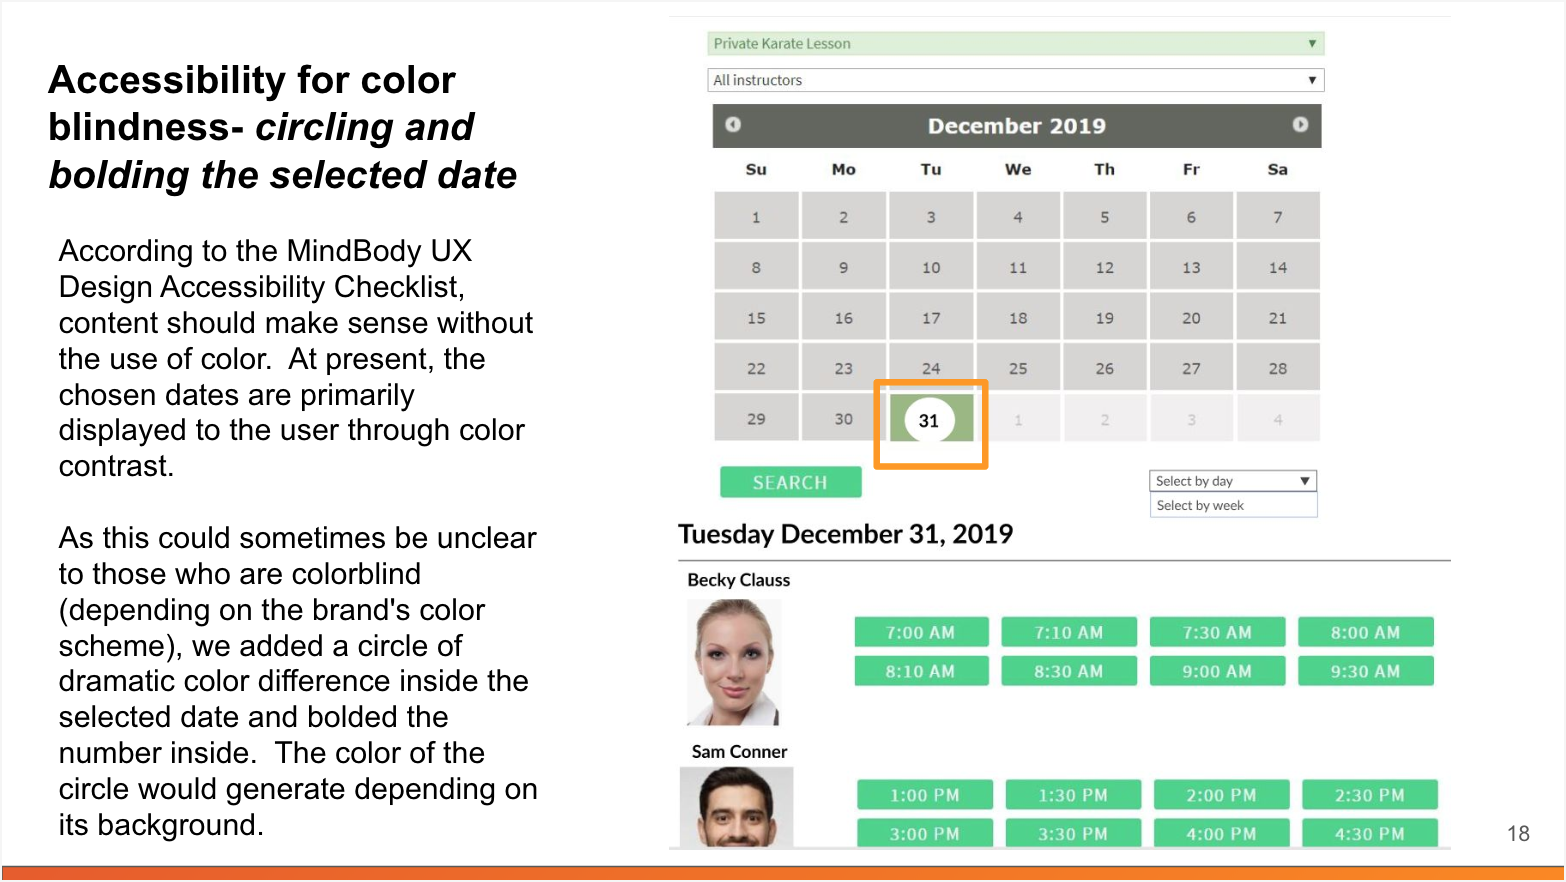 Accessibility for color
blindness- circling and
bolding the selected date
According to the MindBody UX
Design Accessibility Checklist,
content should make sense without
the use of color.  At present, the
chosen dates are primarily
displayed to the user through color
contrast.
As this could sometimes be unclear
to those who are colorblind
(depending on the brand's color
scheme), we added a circle of
dramatic color difference inside the
selected date and bolded the
number inside.  The color of the
circle would generate depending on
its background.
Private Karate Lesson
All instructors
December 2019
Su Mo Tu We Th Fr Sa
1 2 3 4 5 6 7
8 9 10 11 12 13 14
15 16 17 18 19 20 21
22 23 24 25 26 27 28
29 30 31 1 2 3 4
SEARCH
Select by day
Select by week
Tuesday December 31, 2019
Becky Clauss
7:00 AM 7:10 AM 7:30 AM 8:00 AM
8:10 AM 8:30 AM 9:00 AM 9:30 AM
Sam Conner
1:00 PM 1:30 PM 2:00 PM 2:30 PM
3:00 PM 3:30 PM 4:00 PM 4:30 PM
18